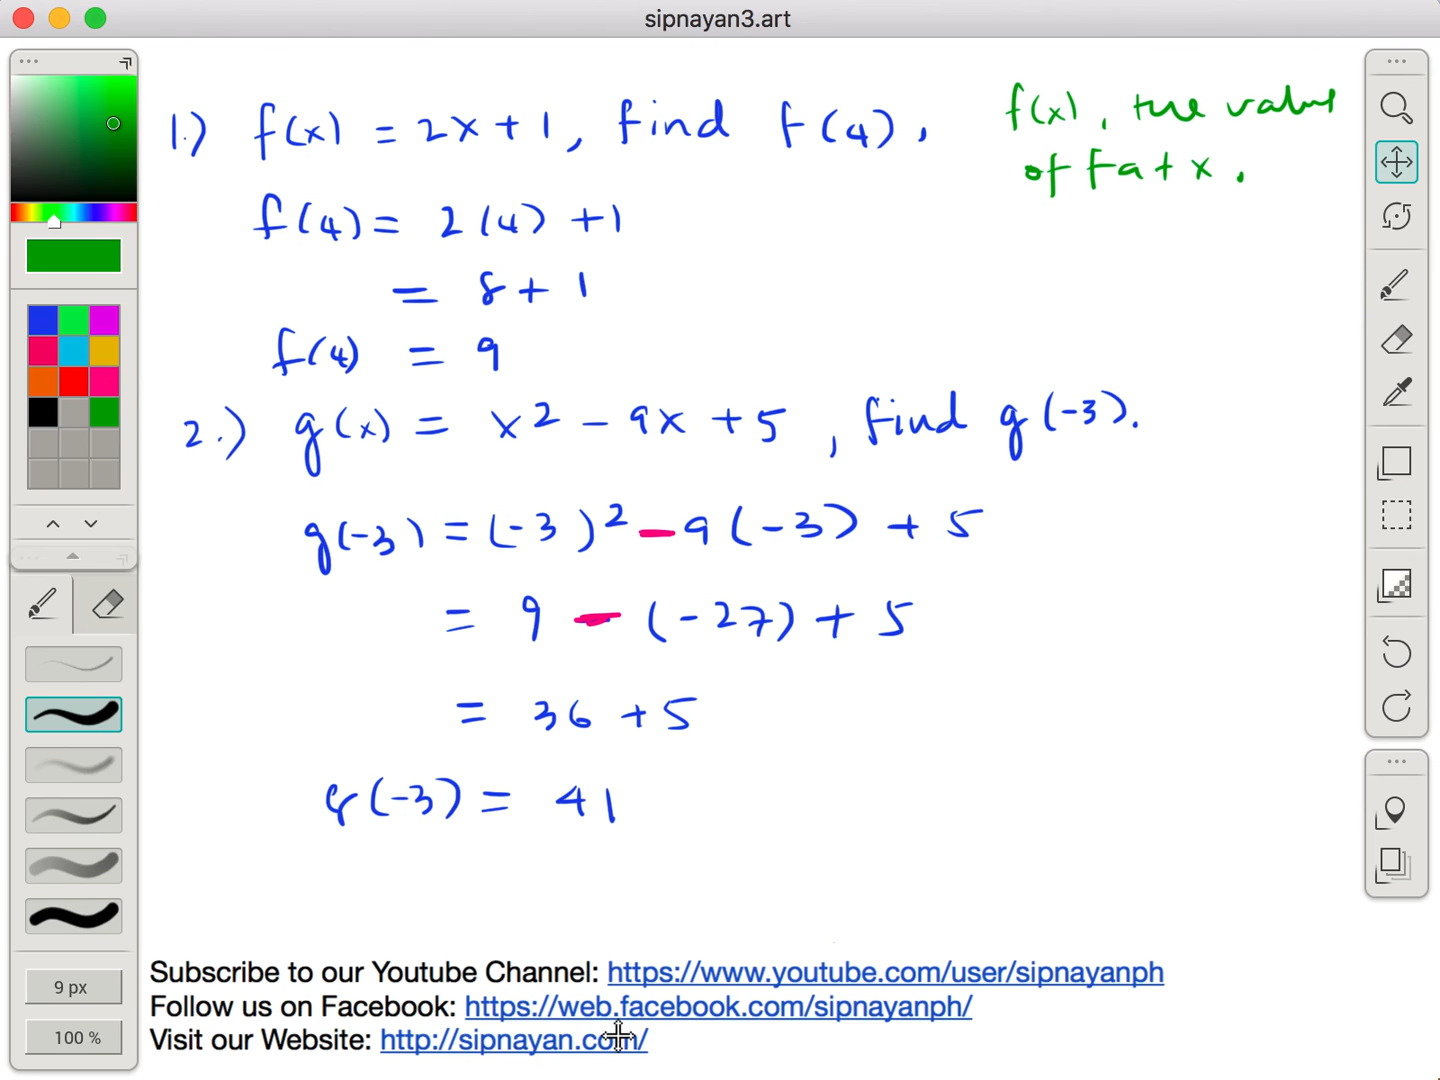 sipnayan3.art
1.) f(x) = 2x + 1, find f(4).
f(x), the value
of f at x.
f(4) = 2(4) + 1
= 8 + 1
f(4) = 9
2.) g(x) = x2 - 9x + 5, find g(-3).
g(-3) = (-3)² - 9(-3) + 5
= 9 - (-27) + 5
= 36 + 5
g(-3) = 41
9 px
100 %
Subscribe to our Youtube Channel: https://www.youtube.com/user/sipnayanph
Follow us on Facebook: https://web.facebook.com/sipnayanph/
Visit our Website: http://sipnayan.com/